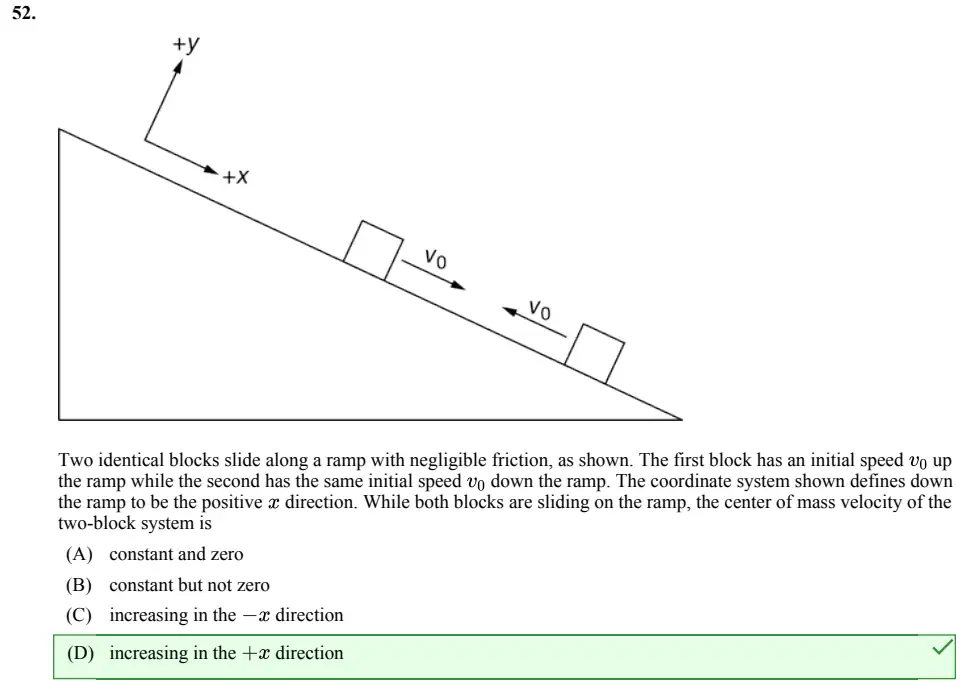 52.
+y
+x
v0
v0
Two identical blocks slide along a ramp with negligible friction, as shown. The first block has an initial speed v0 up
the ramp while the second has the same initial speed v0 down the ramp. The coordinate system shown defines down
the ramp to be the positive x direction. While both blocks are sliding on the ramp, the center of mass velocity of the
two-block system is
(A) constant and zero
(B) constant but not zero
(C) increasing in the −x direction
(D) increasing in the +x direction